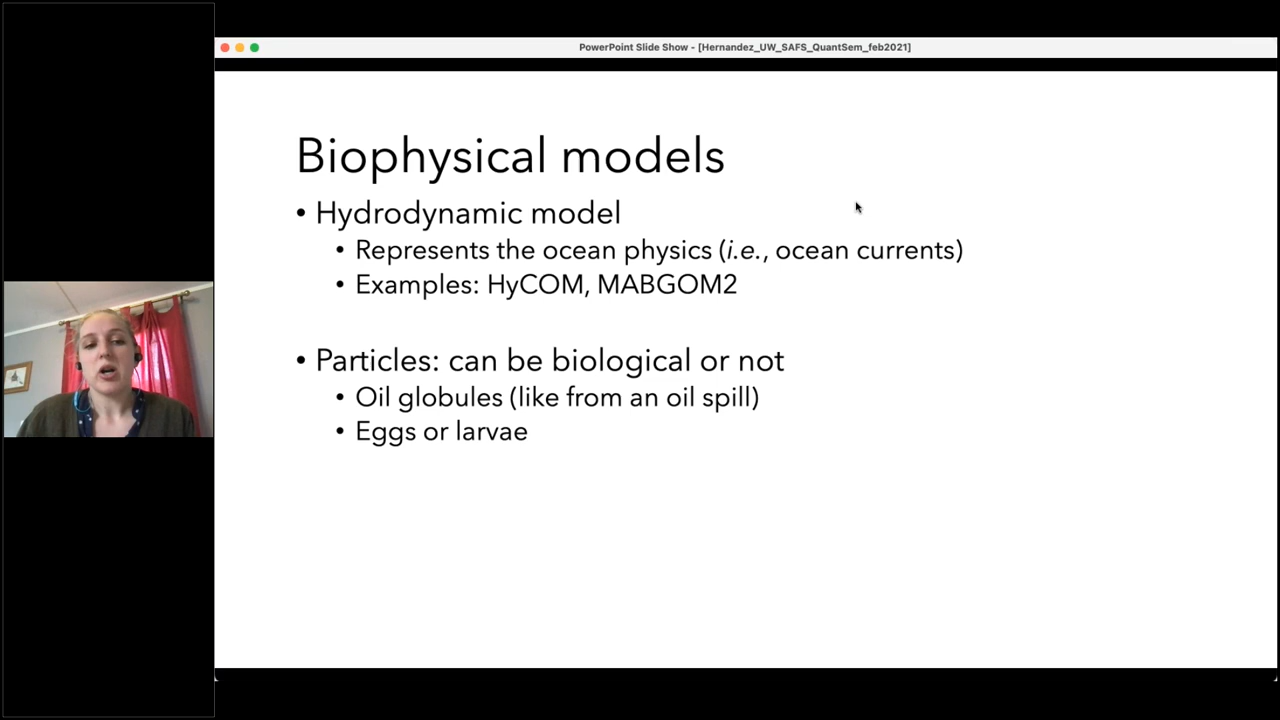 PowerPoint Slide Show - [Hernandez_UW_SAFS_QuantSem_feb2021]
Biophysical models
• Hydrodynamic model
• Represents the ocean physics (i.e., ocean currents)
• Examples: HyCOM, MABGOM2
• Particles: can be biological or not
• Oil globules (like from an oil spill)
• Eggs or larvae